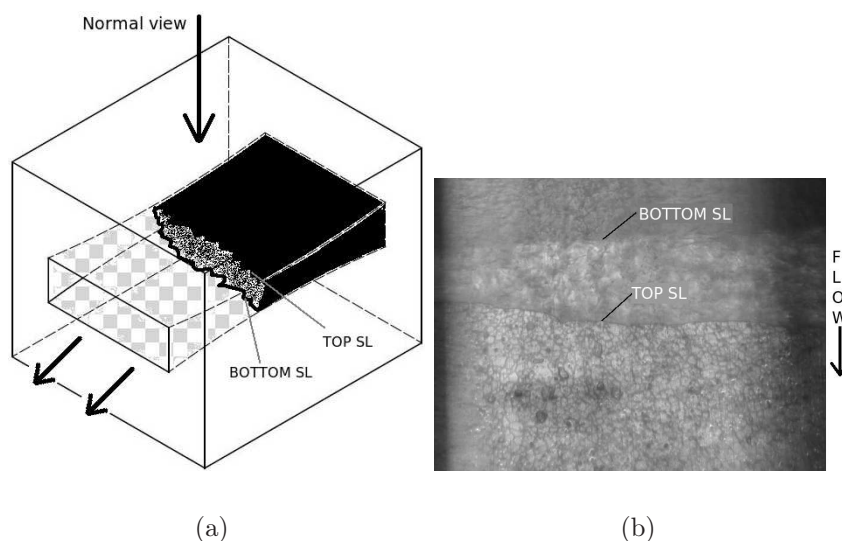 Normal view
TOP SL
BOTTOM SL
BOTTOM SL
TOP SL
F
L
O
W
(a)
(b)